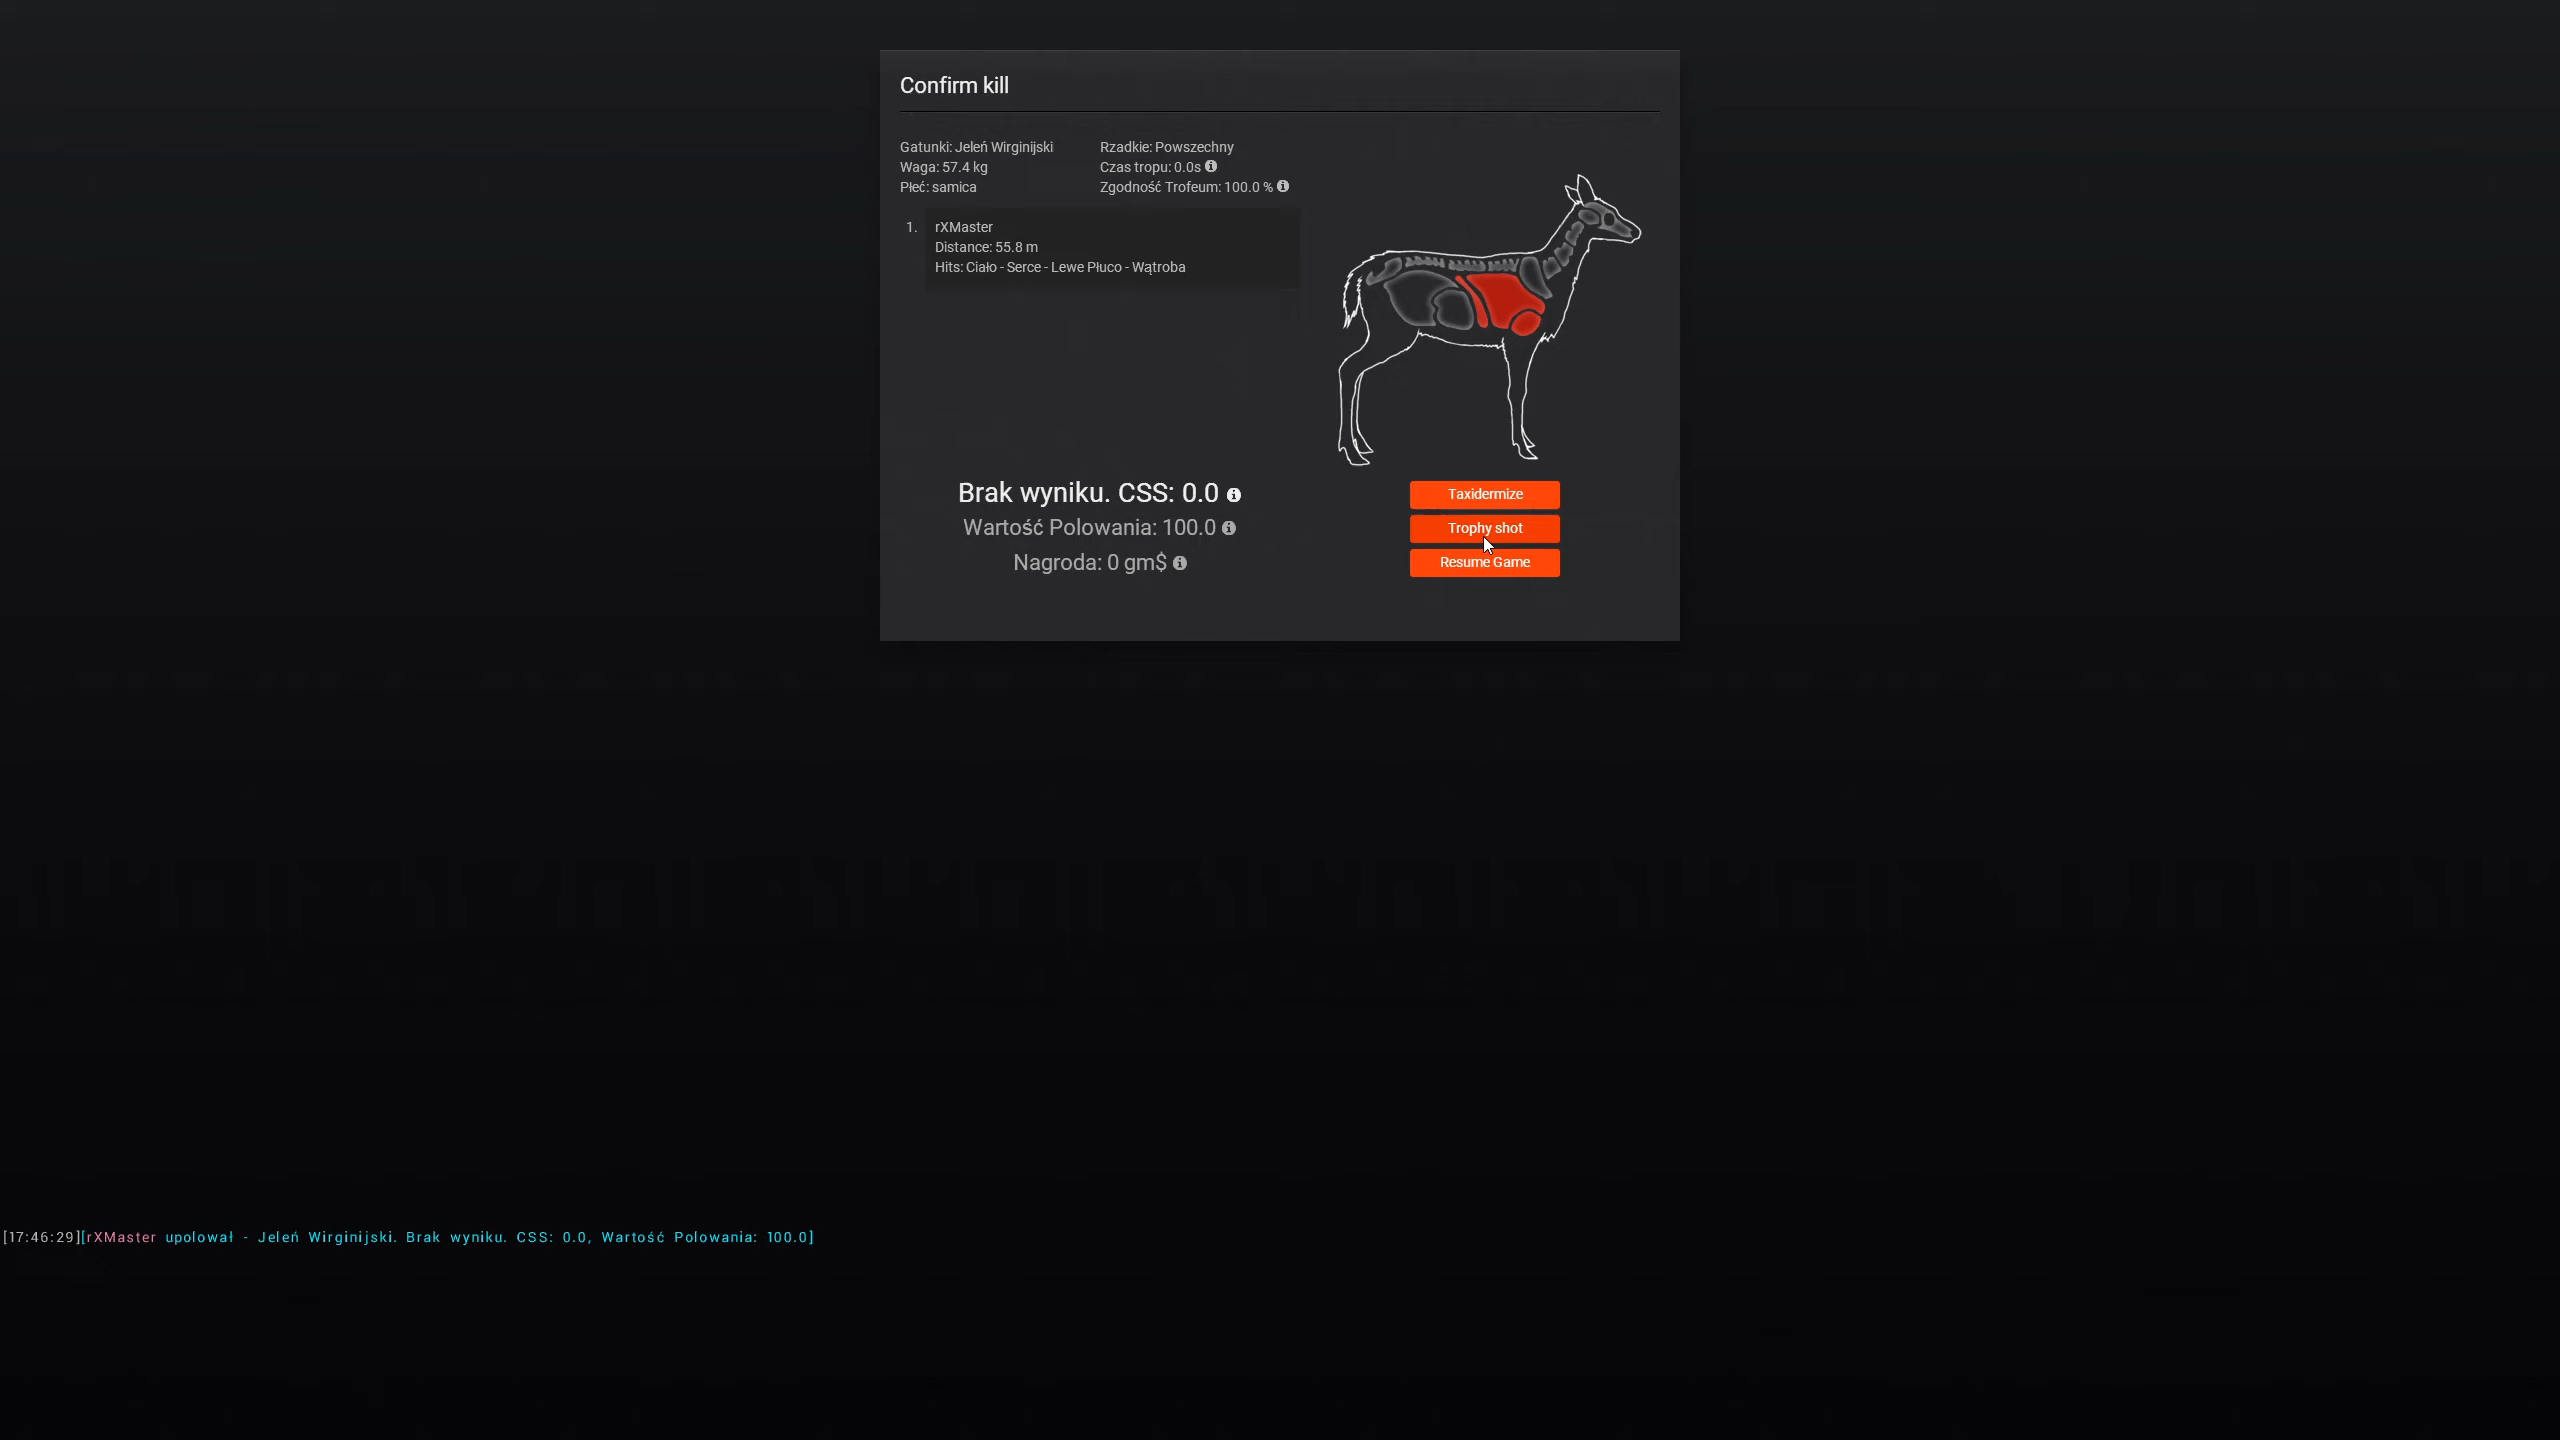 Confirm kill
Gatunki: Jeleń Wirginijski
Waga: 57.4 kg
Płeć: samica
Rzadkie: Powszechny
Czas tropu: 0.0s
Zgodność Trofeum: 100.0 %
1. rXMaster
Distance: 55.8 m
Hits: Ciało - Serce - Lewe Płuco - Wątroba
Brak wyniku. CSS: 0.0
Wartość Polowania: 100.0
Nagroda: 0 gm$
Taxidermize
Trophy shot
Resume Game
[17:46:29][rXMaster upolował - Jeleń Wirginijski. Brak wyniku. CSS: 0.0, Wartość Polowania: 100.0]